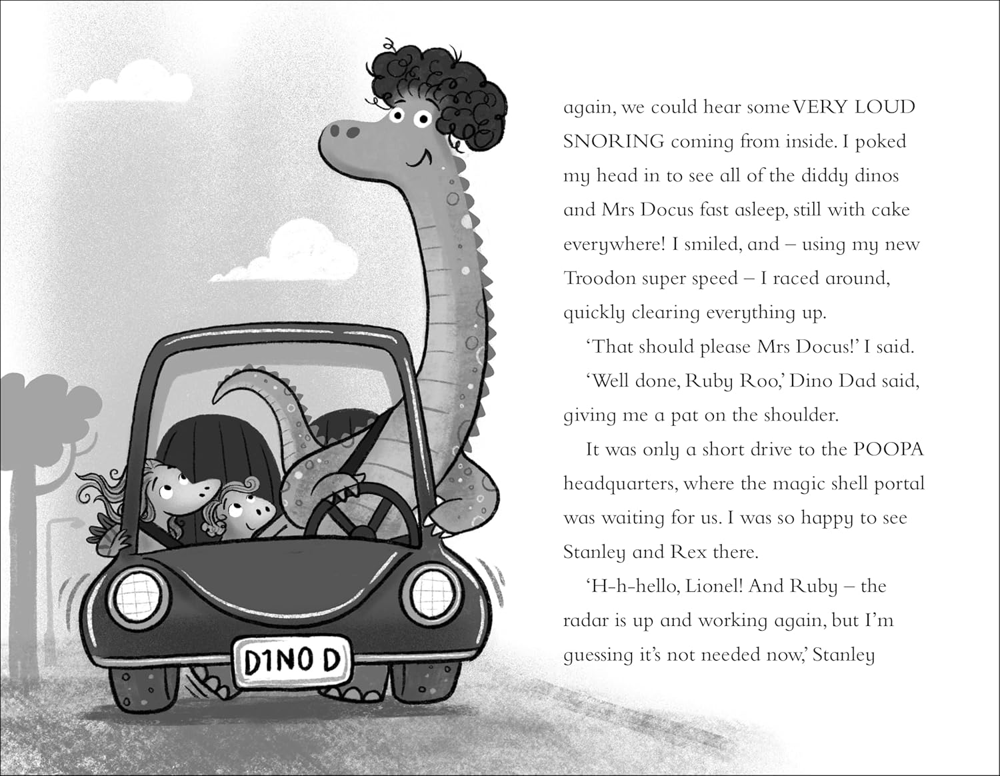 D1NO D
again, we could hear some VERY LOUD
SNORING coming from inside. I poked
my head in to see all of the diddy dinos
and Mrs Docus fast asleep, still with cake
everywhere! I smiled, and – using my new
Troodon super speed – I raced around,
quickly clearing everything up.
‘That should please Mrs Docus!’ I said.
‘Well done, Ruby Roo,’ Dino Dad said,
giving me a pat on the shoulder.
It was only a short drive to the POOPA
headquarters, where the magic shell portal
was waiting for us. I was so happy to see
Stanley and Rex there.
‘H-h-hello, Lionel! And Ruby – the
radar is up and working again, but I’m
guessing it’s not needed now,’ Stanley